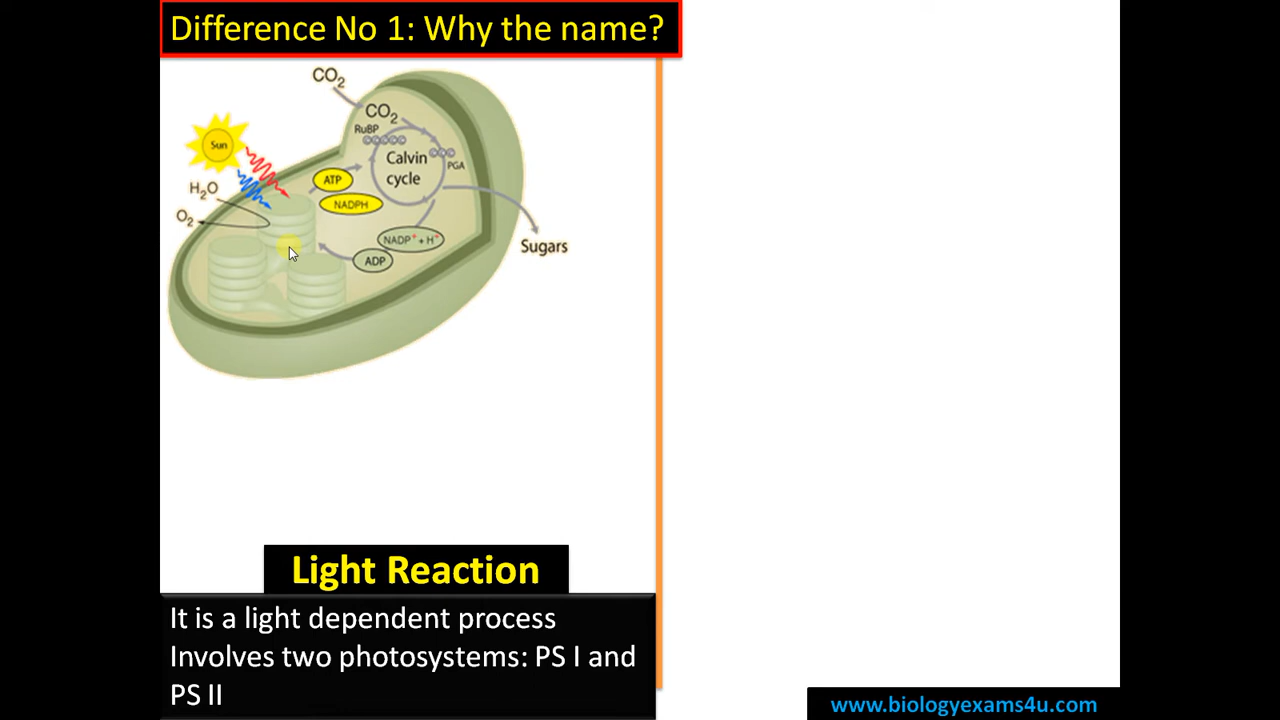 Difference No 1: Why the name?
CO2
CO2
RuBP
Sun
Calvin
cycle
PGA
ATP
H2O
NADPH
O2
NADP+ + H+
Sugars
ADP
Light Reaction
It is a light dependent process
Involves two photosystems: PS I and
PS II
www.biologyexams4u.com